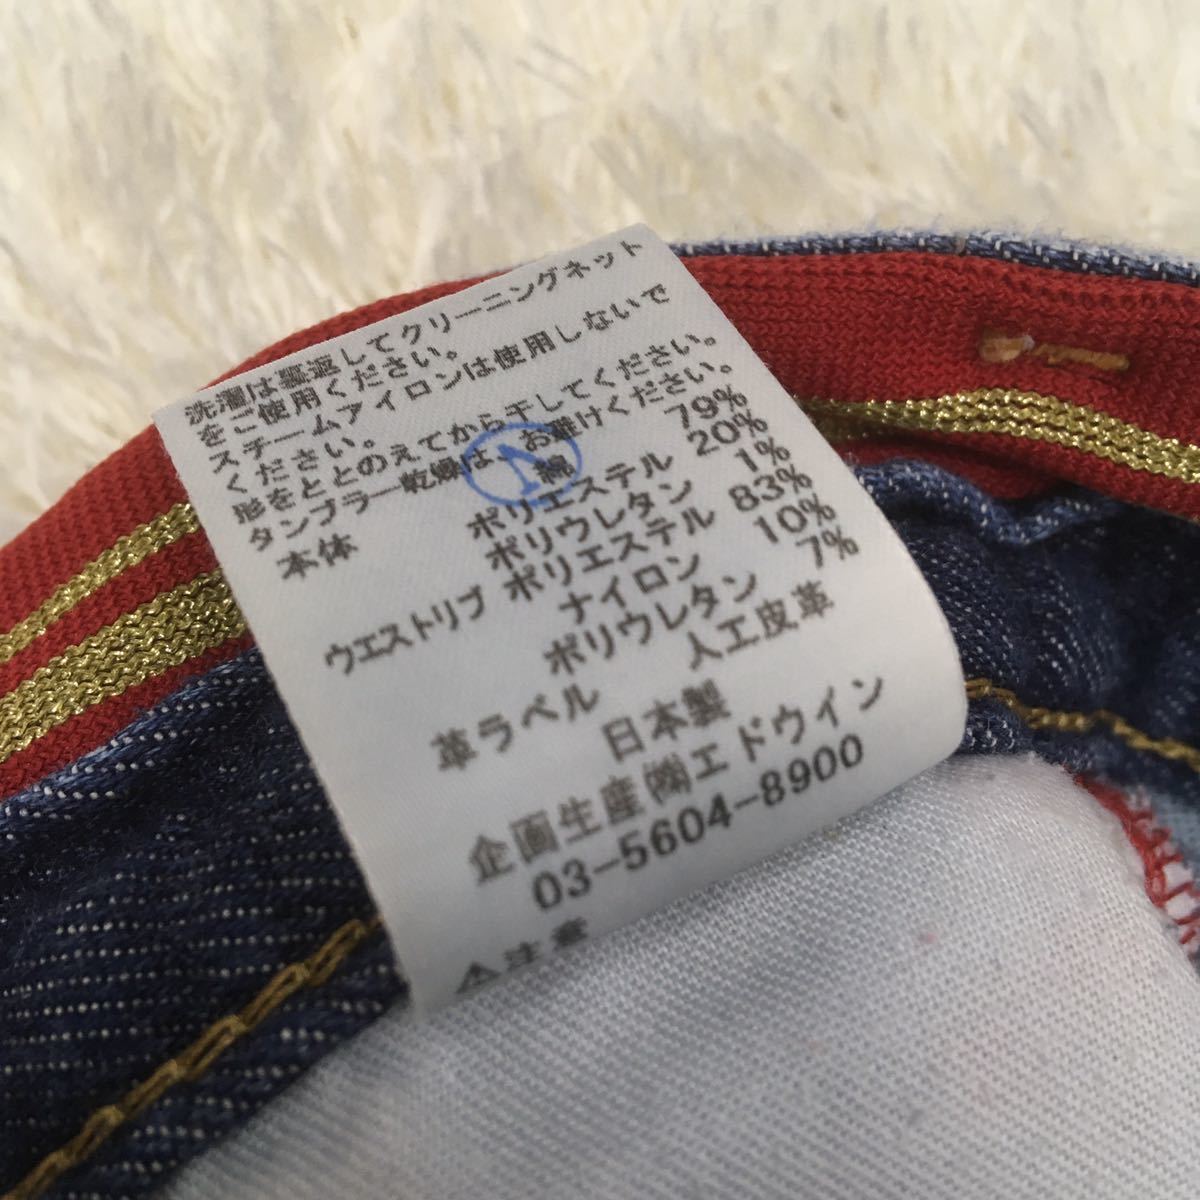 洗濯は裏返してクリーニングネット
をご使用ください。
スチームアイロンは使用しないで
ください。
形をととのえてから干してください。
タンブラー乾燥は、お避けください。
本体 綿 79%
ポリエステル 20%
ポリウレタン 1%
ウエストリブ ポリエステル 83%
ナイロン 10%
ポリウレタン 7%
革ラベル 人工皮革
日本製
企画生産㈱エドウイン
03-5604-8900
⚠注意